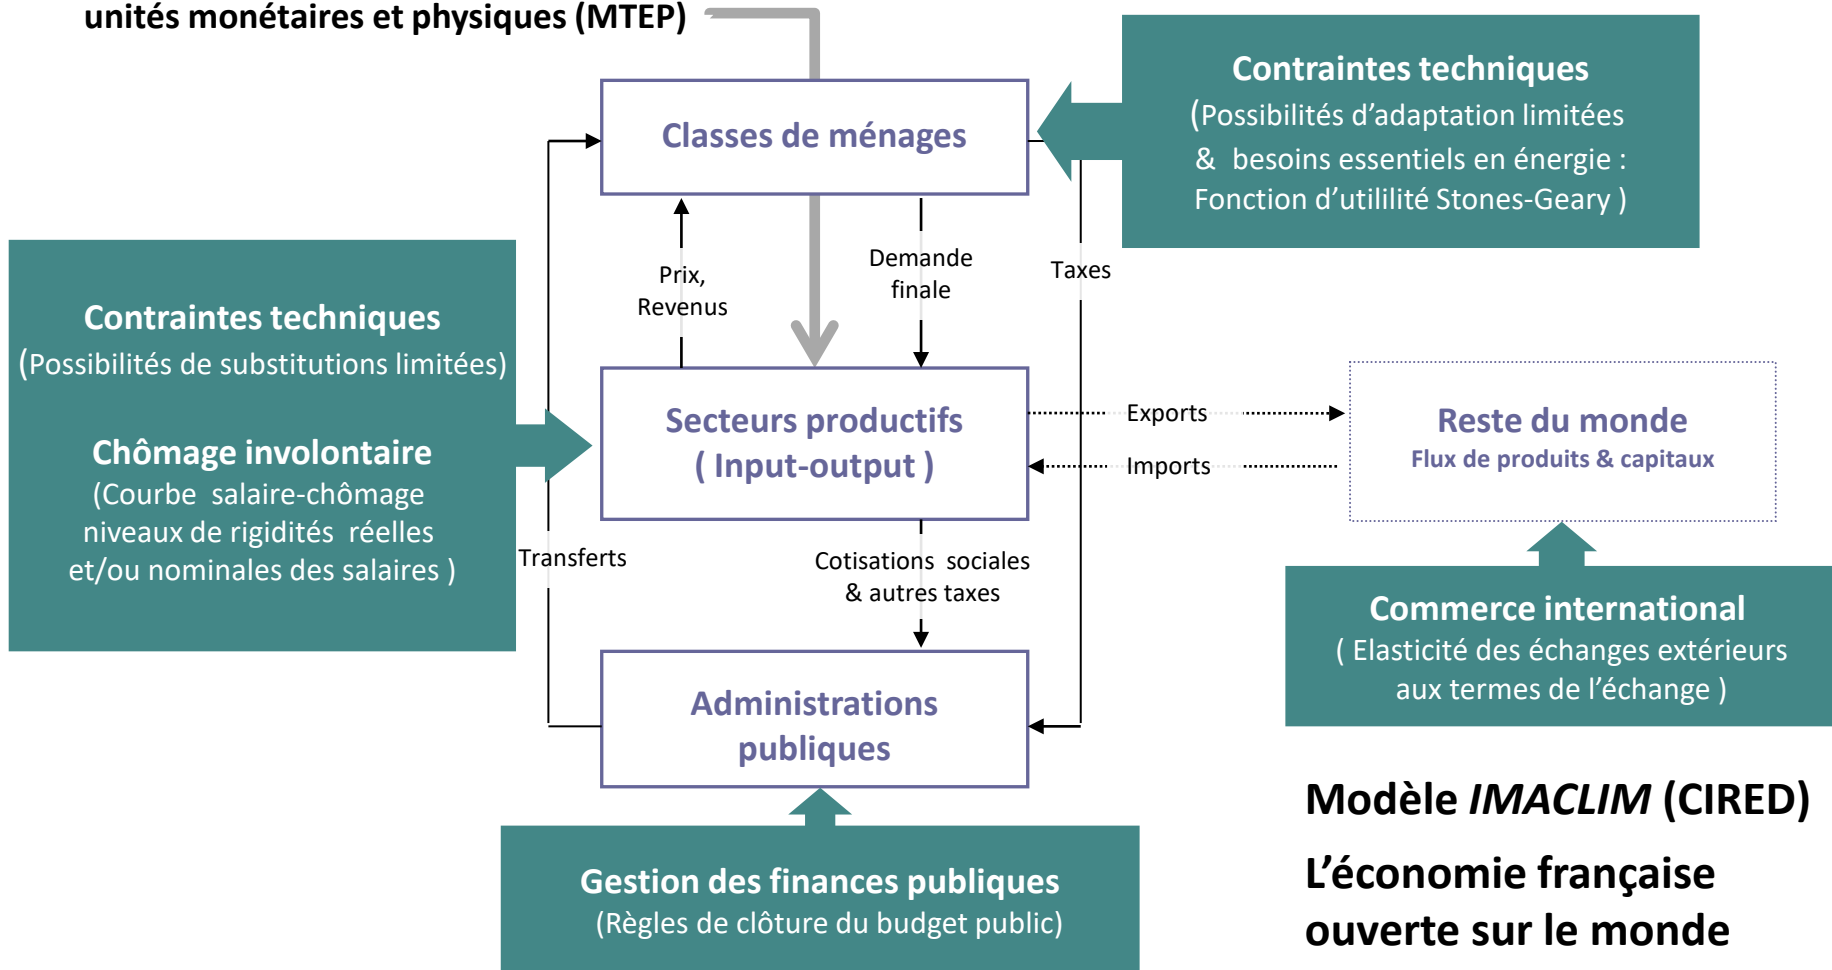 unités monétaires et physiques (MTEP)
Contraintes techniques
(Possibilités d'adaptation limitées
& besoins essentiels en énergie :
Fonction d'utililité Stones-Geary )
Classes de ménages
Prix,
Revenus
Demande
finale
Taxes
Contraintes techniques
(Possibilités de substitutions limitées)
Chômage involontaire
(Courbe salaire-chômage
niveaux de rigidités réelles
et/ou nominales des salaires )
Secteurs productifs
( Input-output )
Exports
Imports
Reste du monde
Flux de produits & capitaux
Transferts
Cotisations sociales
& autres taxes
Commerce international
( Elasticité des échanges extérieurs
aux termes de l'échange )
Administrations
publiques
Gestion des finances publiques
(Règles de clôture du budget public)
Modèle IMACLIM (CIRED)
L'économie française
ouverte sur le monde